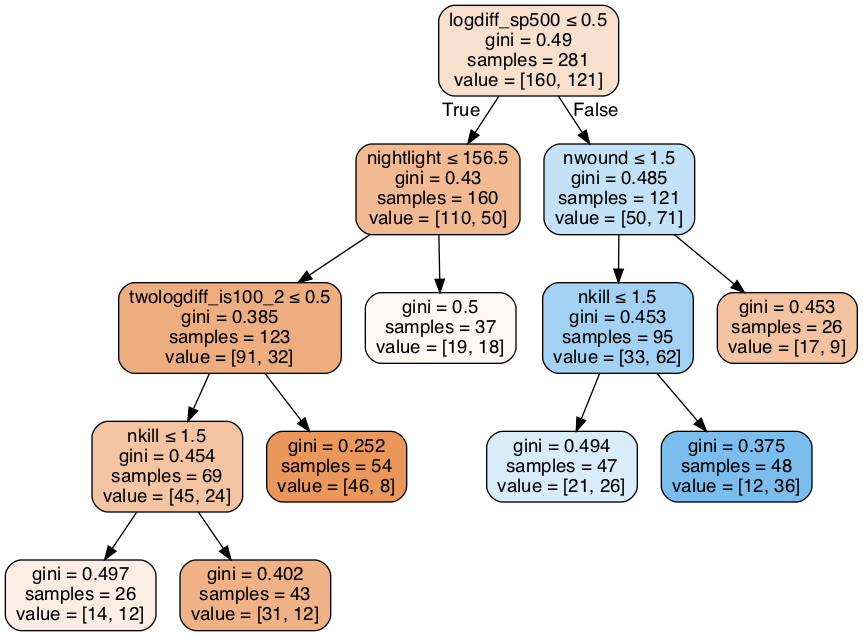 logdiff_sp500 ≤ 0.5
gini = 0.49
samples = 281
value = [160, 121]
True
False
nightlight ≤ 156.5
gini = 0.43
samples = 160
value = [110, 50]
nwound ≤ 1.5
gini = 0.485
samples = 121
value = [50, 71]
twologdiff_is100_2 ≤ 0.5
gini = 0.385
samples = 123
value = [91, 32]
gini = 0.5
samples = 37
value = [19, 18]
nkill ≤ 1.5
gini = 0.453
samples = 95
value = [33, 62]
gini = 0.453
samples = 26
value = [17, 9]
nkill ≤ 1.5
gini = 0.454
samples = 69
value = [45, 24]
gini = 0.252
samples = 54
value = [46, 8]
gini = 0.494
samples = 47
value = [21, 26]
gini = 0.375
samples = 48
value = [12, 36]
gini = 0.497
samples = 26
value = [14, 12]
gini = 0.402
samples = 43
value = [31, 12]